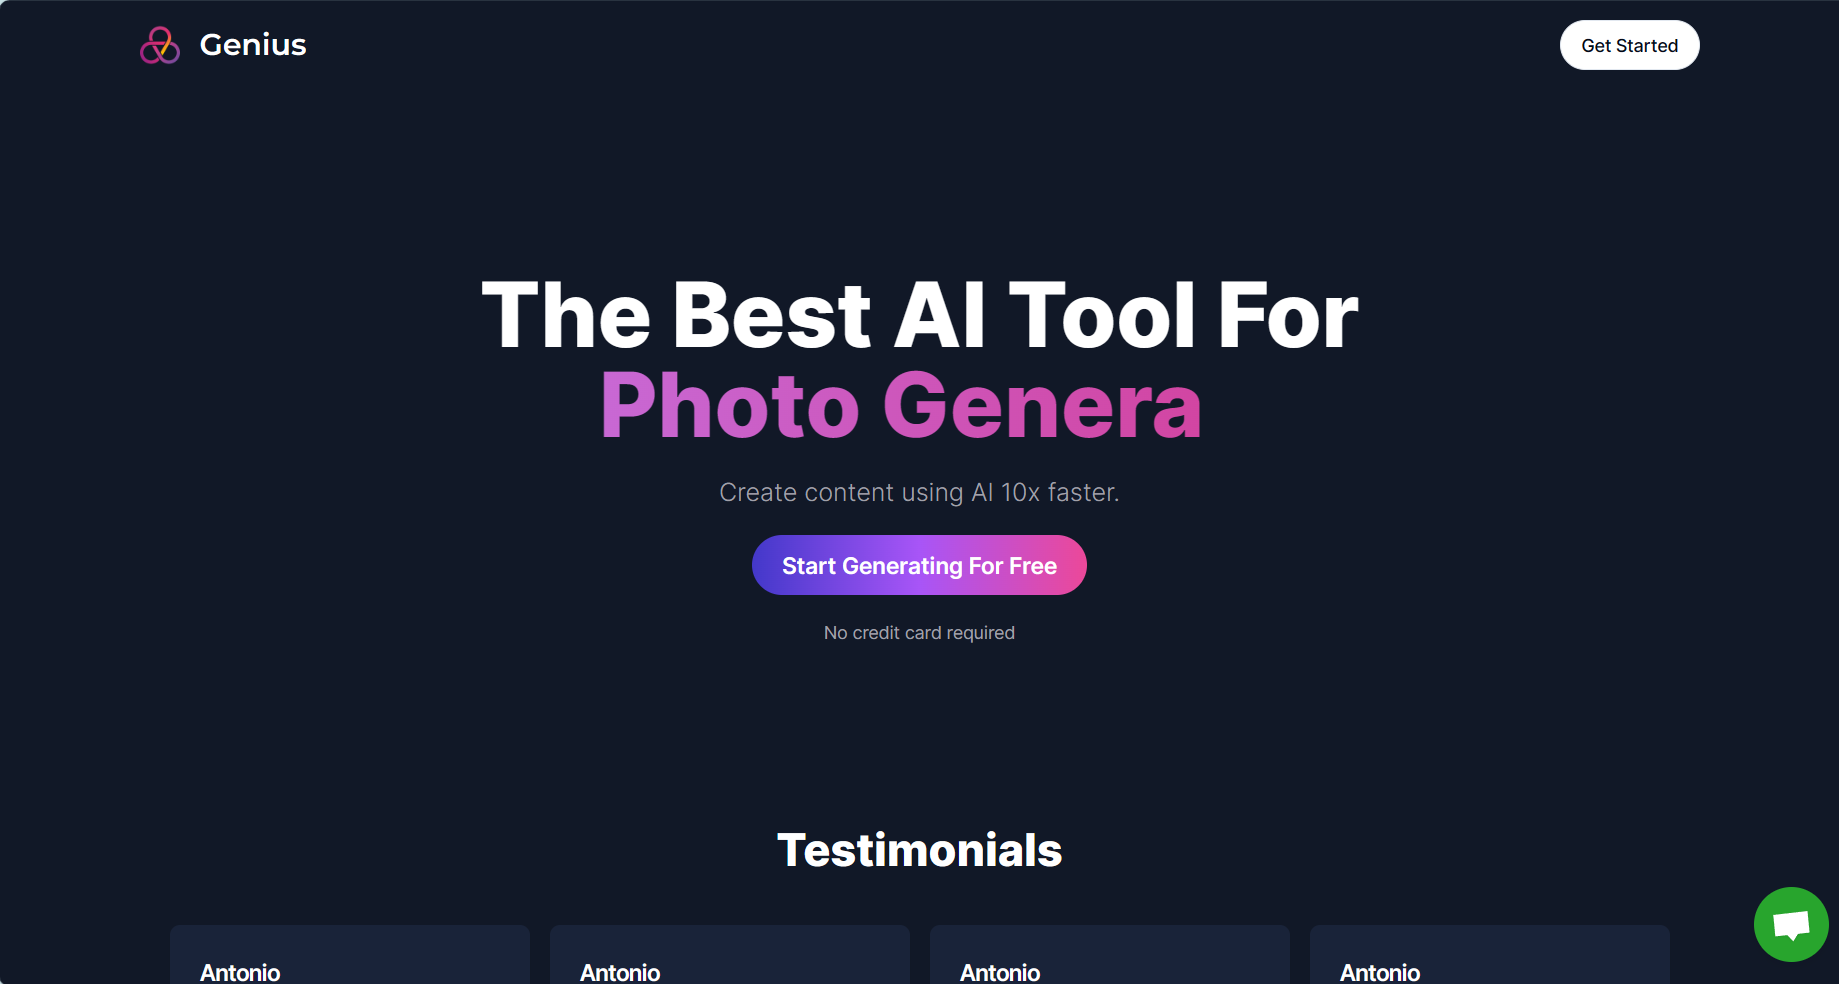 Genius
Get Started
The Best AI Tool For
Photo Genera
Create content using AI 10x faster.
Start Generating For Free
No credit card required
Testimonials
Antonio
Antonio
Antonio
Antonio